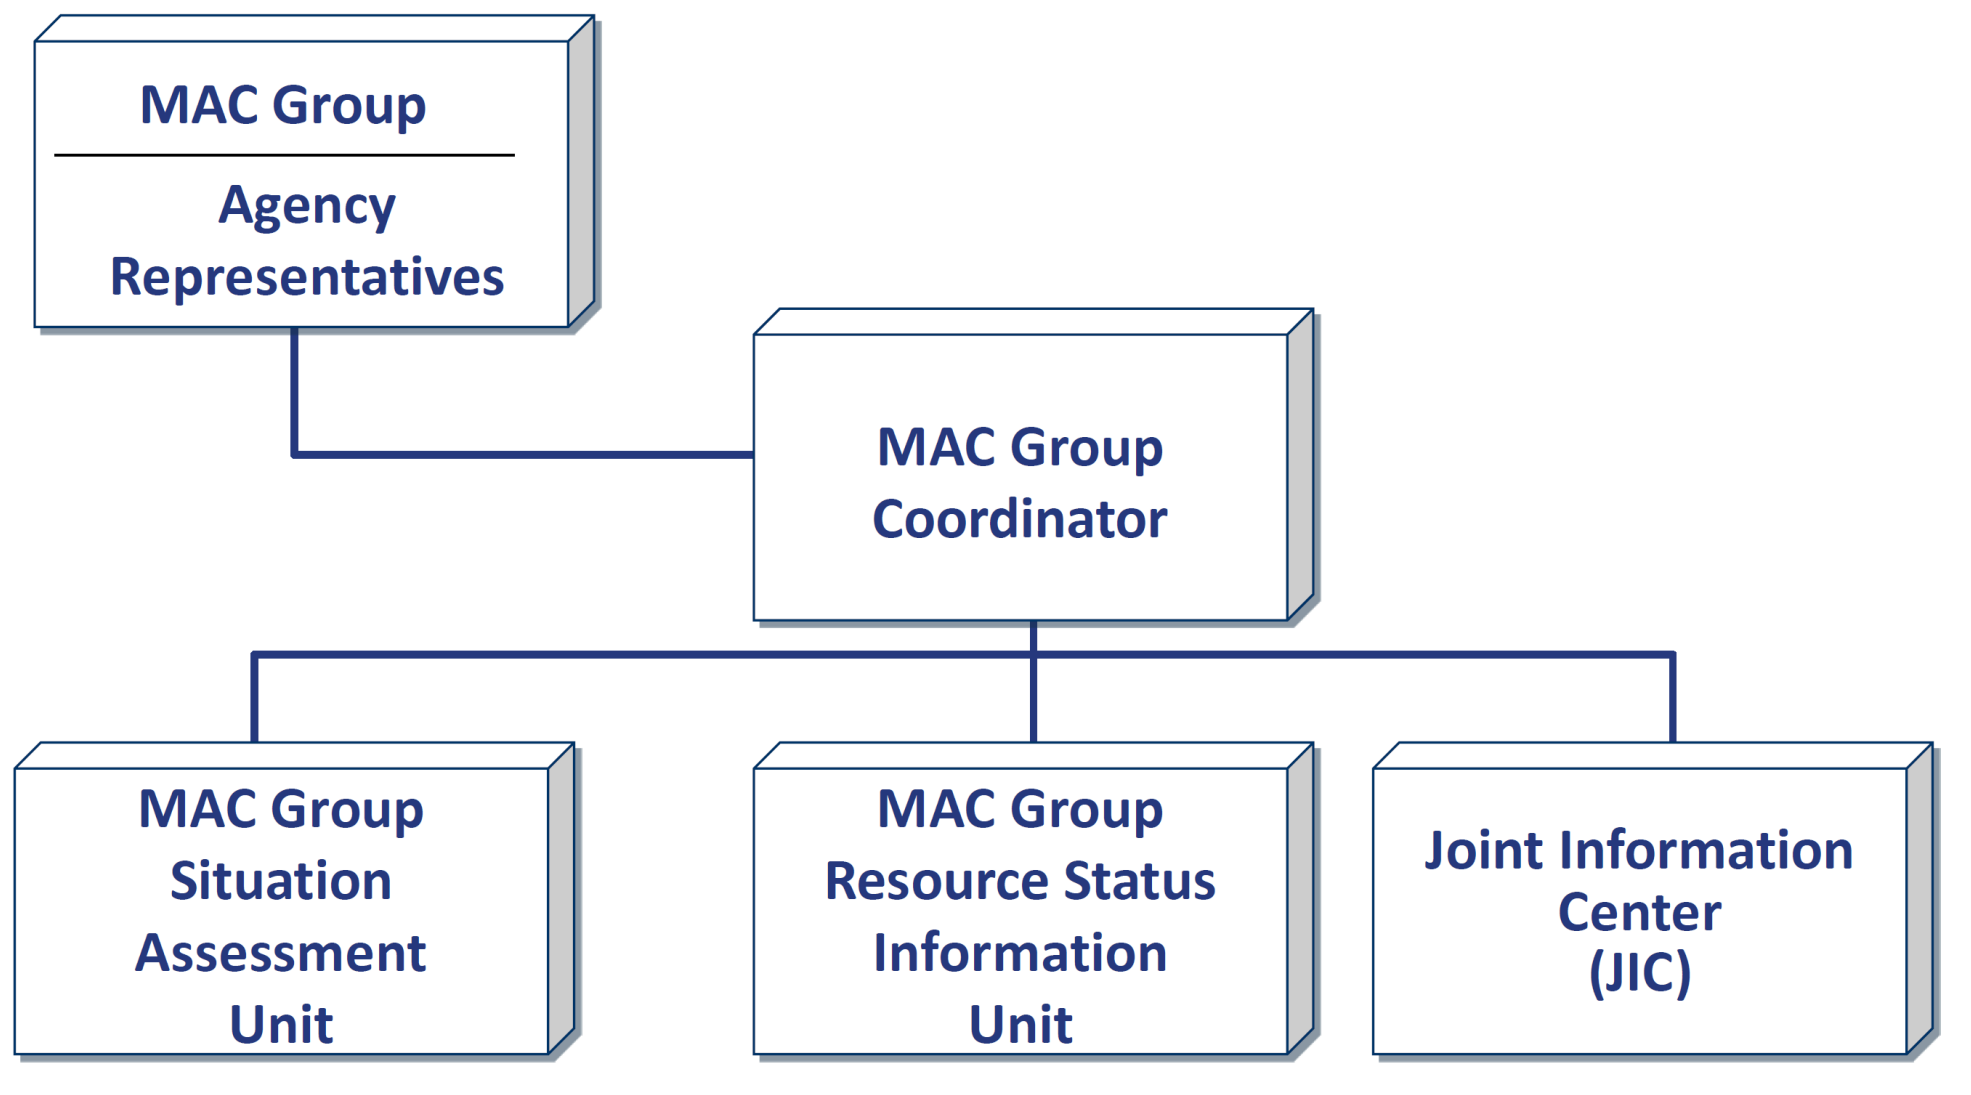 MAC Group
Agency
Representatives
MAC Group
Coordinator
MAC Group
Situation
Assessment
Unit
MAC Group
Resource Status
Information
Unit
Joint Information
Center
(JIC)